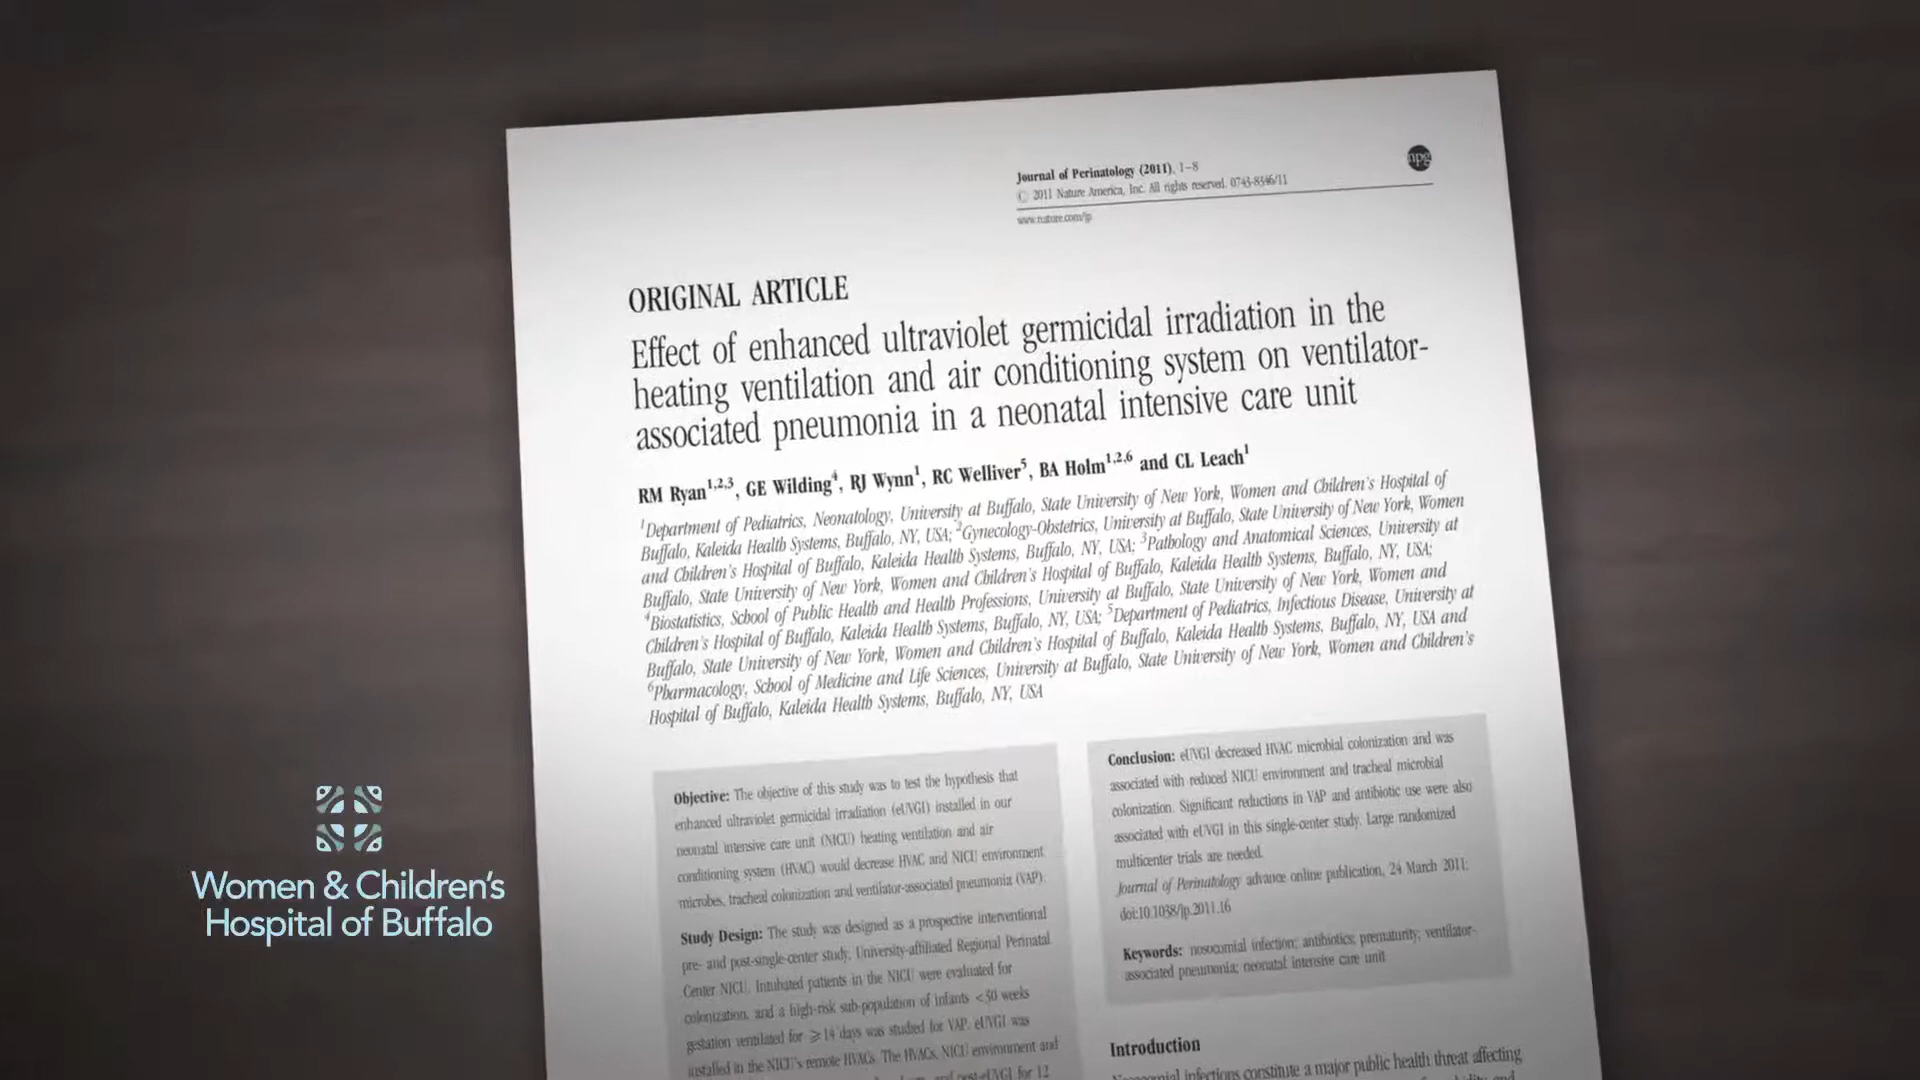 Journal of Perinatology (2011), 1–8
© 2011 Nature America, Inc. All rights reserved. 0743-8346/11
www.nature.com/jp
npg
ORIGINAL ARTICLE
Effect of enhanced ultraviolet germicidal irradiation in the
heating ventilation and air conditioning system on ventilator-
associated pneumonia in a neonatal intensive care unit
RM Ryan1,2,3, GE Wilding4, RJ Wynn1, RC Welliver5, BA Holm1,2,6 and CL Leach1
1Department of Pediatrics, Neonatology, University at Buffalo, State University of New York, Women and Children's Hospital of
Buffalo, Kaleida Health Systems, Buffalo, NY, USA; 2Gynecology-Obstetrics, University at Buffalo, State University of New York, Women
and Children's Hospital of Buffalo, Kaleida Health Systems, Buffalo, NY, USA; 3Pathology and Anatomical Sciences, University at
Buffalo, State University of New York, Women and Children's Hospital of Buffalo, Kaleida Health Systems, Buffalo, NY, USA;
4Biostatistics, School of Public Health and Health Professions, University at Buffalo, State University of New York, Women and
Children's Hospital of Buffalo, Kaleida Health Systems, Buffalo, NY, USA; 5Department of Pediatrics, Infectious Disease, University at
Buffalo, State University of New York, Women and Children's Hospital of Buffalo, Kaleida Health Systems, Buffalo, NY, USA and
6Pharmacology, School of Medicine and Life Sciences, University at Buffalo, State University of New York, Women and Children's
Hospital of Buffalo, Kaleida Health Systems, Buffalo, NY, USA
Objective: The objective of this study was to test the hypothesis that
enhanced ultraviolet germicidal irradiation (eUVGI) installed in our
neonatal intensive care unit (NICU) heating ventilation and air
conditioning system (HVAC) would decrease HVAC and NICU environment
microbes, tracheal colonization and ventilator-associated pneumonia (VAP).
Study Design: The study was designed as a prospective interventional
pre- and post-single-center study. University-affiliated Regional Perinatal
Center NICU. Intubated patients in the NICU were evaluated for
colonization, and a high-risk sub-population of infants <30 weeks
gestation ventilated for ⩾14 days was studied for VAP. eUVGI was
installed in the NICU's remote HVACs. The HVACs, NICU environment and
and post-eUVGI for 12
Conclusion: eUVGI decreased HVAC microbial colonization and was
associated with reduced NICU environment and tracheal microbial
colonization. Significant reductions in VAP and antibiotic use were also
associated with eUVGI in this single-center study. Large randomized
multicenter trials are needed.
Journal of Perinatology advance online publication, 24 March 2011;
doi:10.1038/jp.2011.16
Keywords: nosocomial infection; antibiotics; prematurity; ventilator-
associated pneumonia; neonatal intensive care unit
Introduction
Nosocomial infections constitute a major public health threat affecting
Women & Children's
Hospital of Buffalo